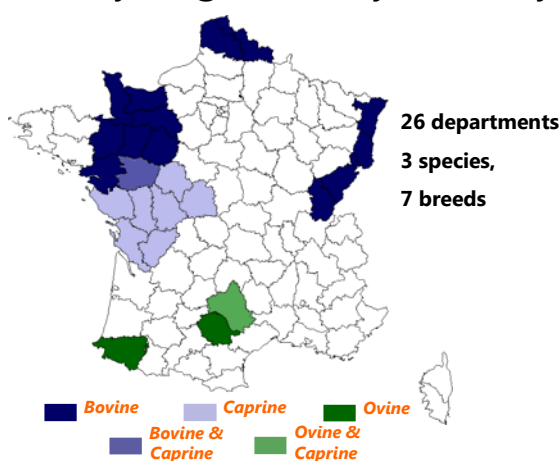 26 departments
3 species,
7 breeds
Bovine
Caprine
Ovine
Bovine &
Caprine
Ovine &
Caprine